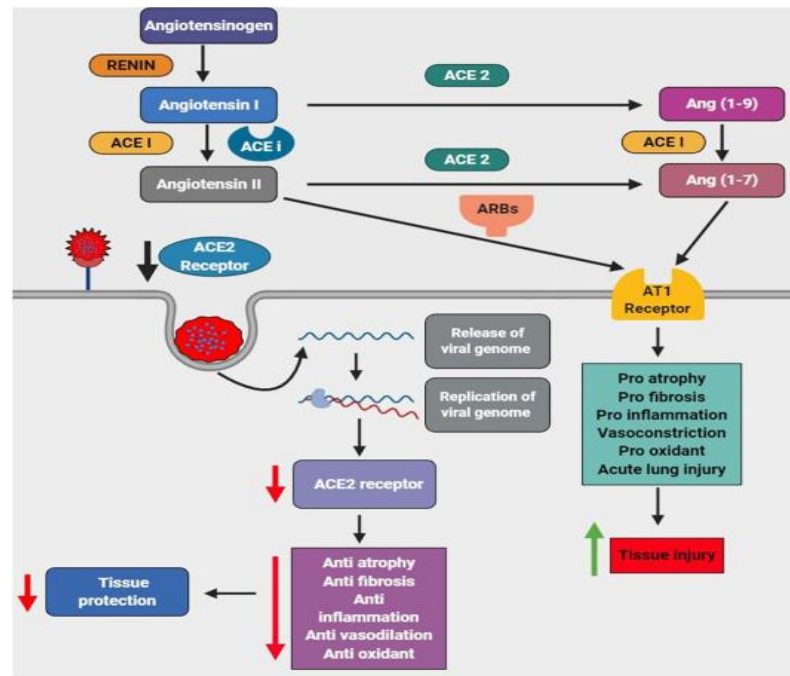 Angiotensinogen
RENIN
ACE 2
Angiotensin I
Ang (1-9)
ACE I
ACE i
ACE I
ACE 2
Angiotensin II
Ang (1-7)
ARBs
ACE2
Receptor
AT1
Receptor
Release of
viral genome
Replication of
viral genome
Pro atrophy
Pro fibrosis
Pro inflammation
Vasoconstriction
Pro oxidant
Acute lung injury
ACE2 receptor
Tissue injury
Anti atrophy
Anti fibrosis
Anti
inflammation
Anti vasodilation
Anti oxidant
Tissue
protection